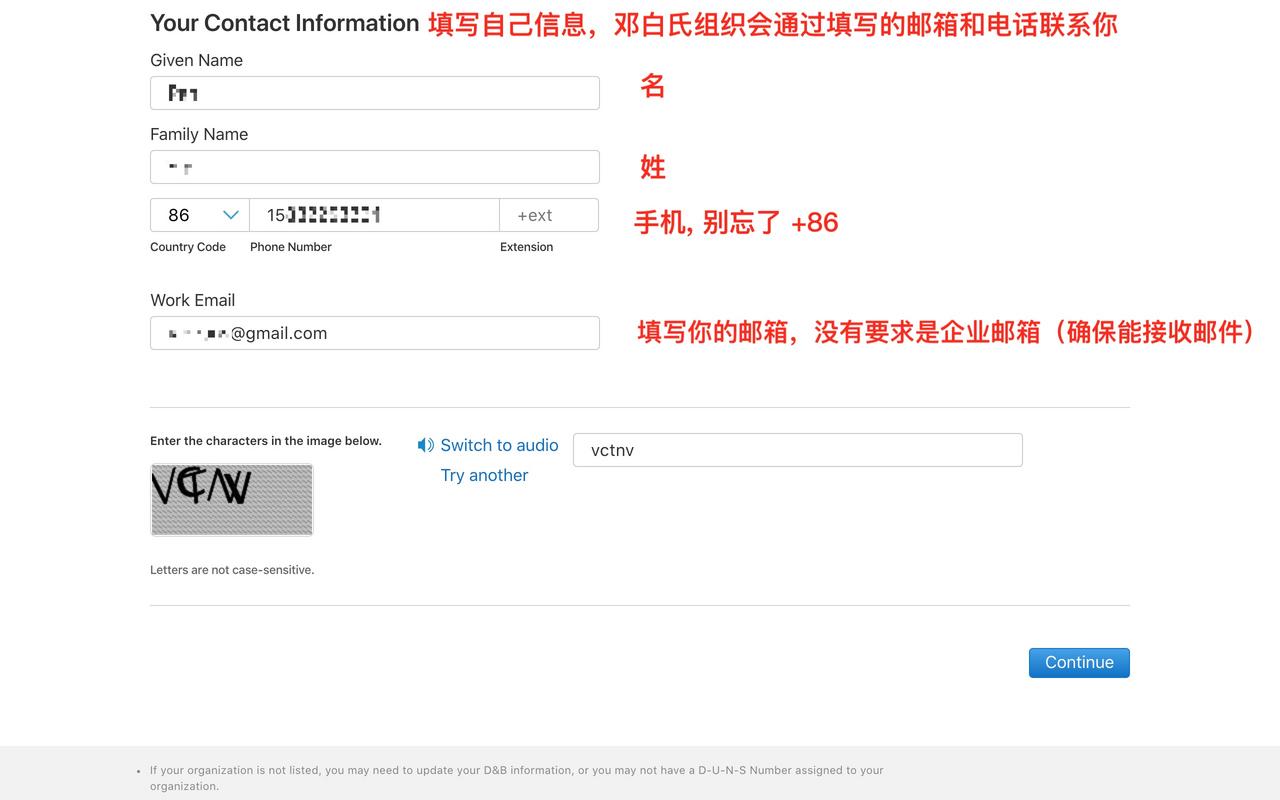 Your Contact Information 填写自己信息，邓白氏组织会通过填写的邮箱和电话联系你
Given Name
名
Family Name
姓
86 15 +ext 手机, 别忘了 +86
Country Code Phone Number Extension
Work Email
@gmail.com 填写你的邮箱，没有要求是企业邮箱（确保能接收邮件）
Enter the characters in the image below.
Switch to audio vctnv
Try another
Letters are not case-sensitive.
Continue
• If your organization is not listed, you may need to update your D&B information, or you may not have a D-U-N-S Number assigned to your
organization.